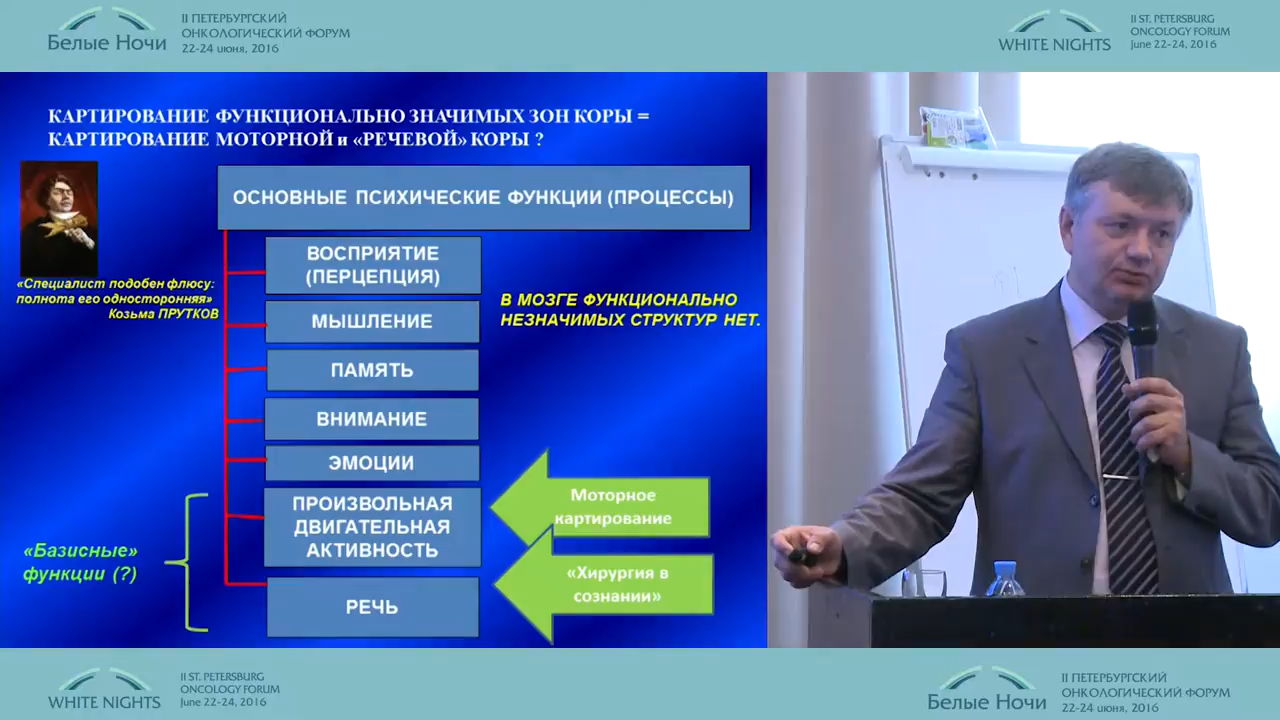 Белые Ночи
II ПЕТЕРБУРГСКИЙ
ОНКОЛОГИЧЕСКИЙ ФОРУМ
22-24 июня, 2016
WHITE NIGHTS
II ST. PETERSBURG
ONCOLOGY FORUM
June 22-24, 2016
КАРТИРОВАНИЕ ФУНКЦИОНАЛЬНО ЗНАЧИМЫХ ЗОН КОРЫ =
КАРТИРОВАНИЕ МОТОРНОЙ и «РЕЧЕВОЙ» КОРЫ ?
ОСНОВНЫЕ ПСИХИЧЕСКИЕ ФУНКЦИИ (ПРОЦЕССЫ)
«Специалист подобен флюсу:
полнота его односторонняя»
Козьма ПРУТКОВ
ВОСПРИЯТИЕ
(ПЕРЦЕПЦИЯ)
МЫШЛЕНИЕ
ПАМЯТЬ
ВНИМАНИЕ
ЭМОЦИИ
ПРОИЗВОЛЬНАЯ
ДВИГАТЕЛЬНАЯ
АКТИВНОСТЬ
РЕЧЬ
В МОЗГЕ ФУНКЦИОНАЛЬНО
НЕЗНАЧИМЫХ СТРУКТУР НЕТ.
Моторное
картирование
«Хирургия в
сознании»
«Базисные»
функции (?)
WHITE NIGHTS
II ST. PETERSBURG
ONCOLOGY FORUM
June 22-24, 2016
Белые Ночи
II ПЕТЕРБУРГСКИЙ
ОНКОЛОГИЧЕСКИЙ ФОРУМ
22-24 июня, 2016